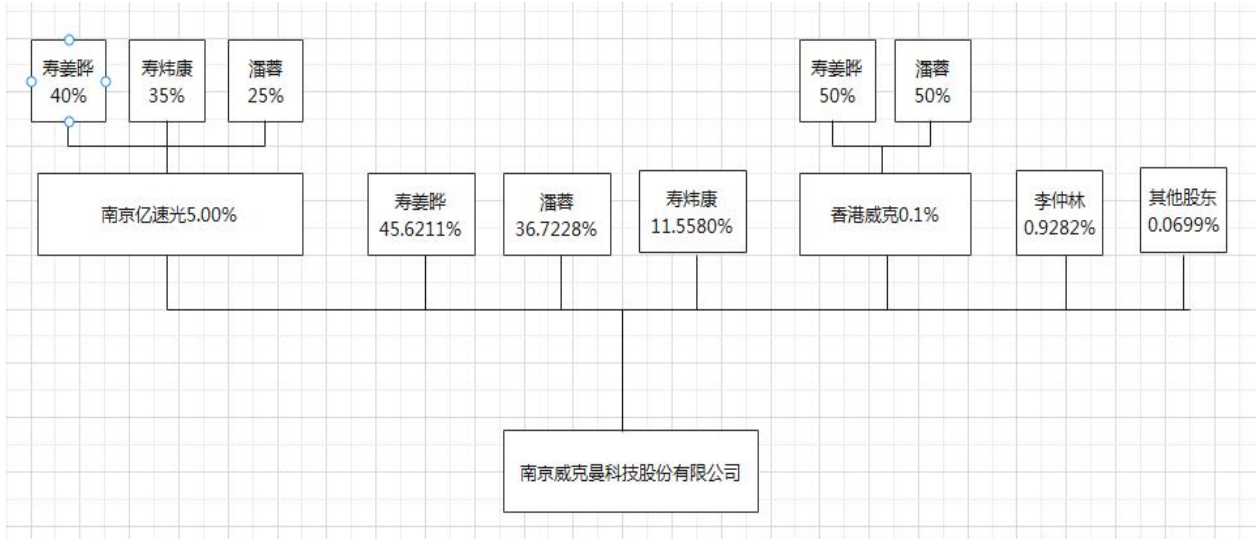 寿姜晔
40%
寿炜康
35%
潘蓉
25%
寿姜晔
50%
潘蓉
50%
南京亿速光5.00%
寿姜晔
45.6211%
潘蓉
36.7228%
寿炜康
11.5580%
香港威克0.1%
李仲林
0.9282%
其他股东
0.0699%
南京威克曼科技股份有限公司